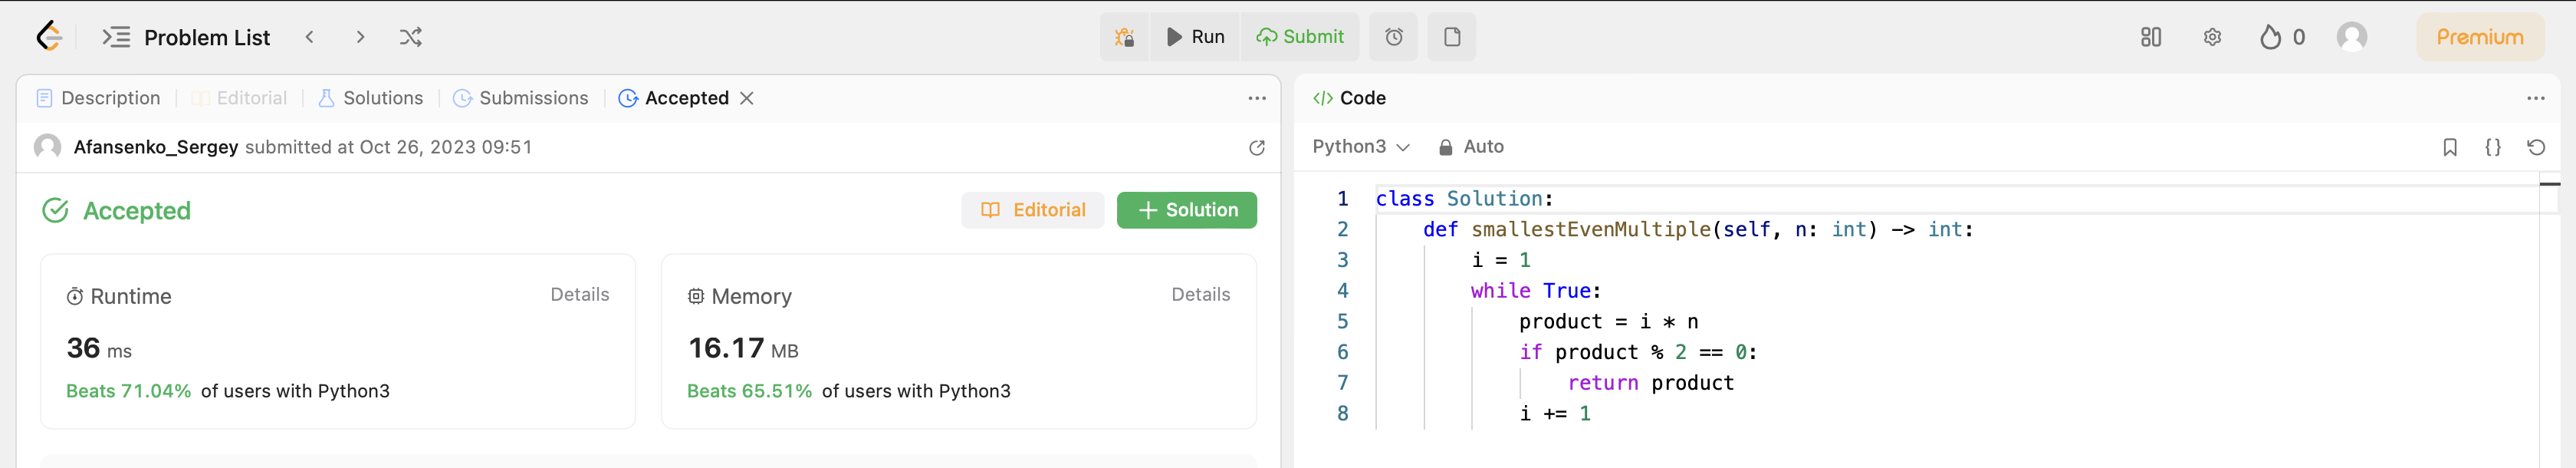 Problem List
Run
Submit
0
Premium
Description
Editorial
Solutions
Submissions
Accepted
Afansenko_Sergey submitted at Oct 26, 2023 09:51
Accepted
Editorial
Solution
Runtime
Details
36 ms
Beats 71.04% of users with Python3
Memory
Details
16.17 MB
Beats 65.51% of users with Python3
</> Code
Python3
Auto
{}
1 class Solution:
2 def smallestEvenMultiple(self, n: int) -> int:
3 i = 1
4 while True:
5 product = i * n
6 if product % 2 == 0:
7 return product
8 i += 1